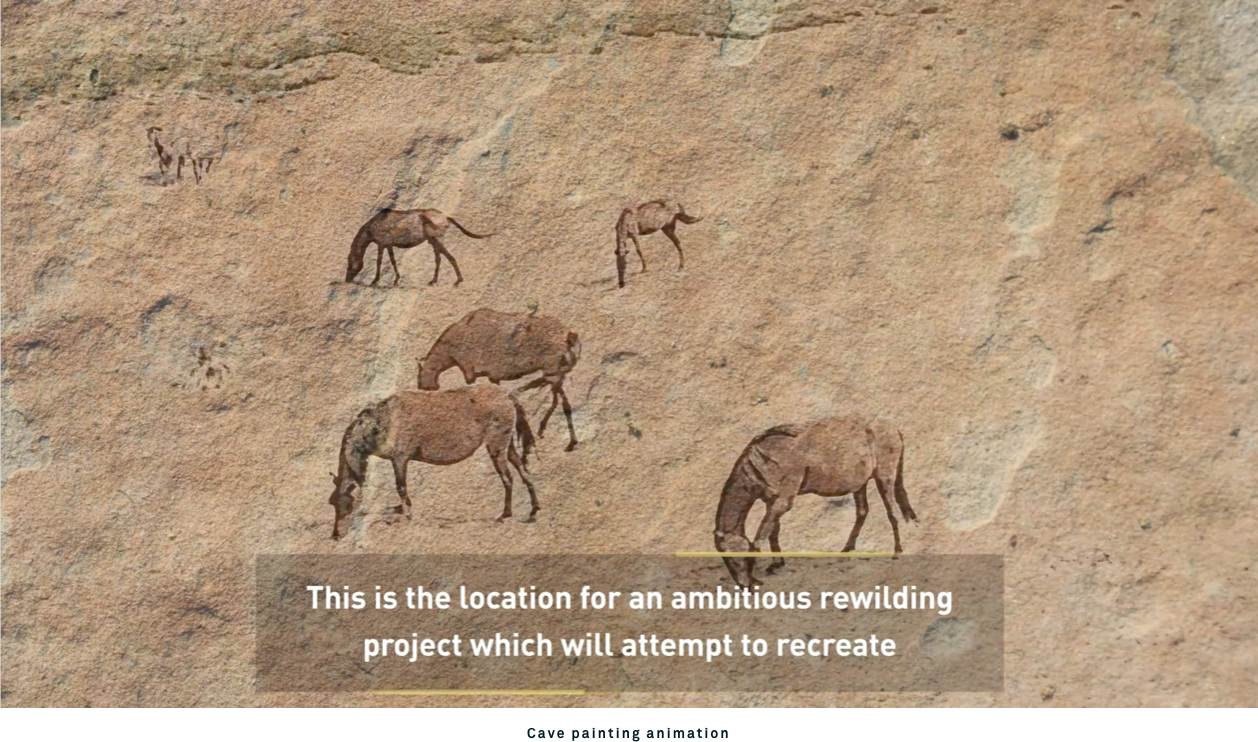 This is the location for an ambitious rewilding
project which will attempt to recreate
Cave painting animation